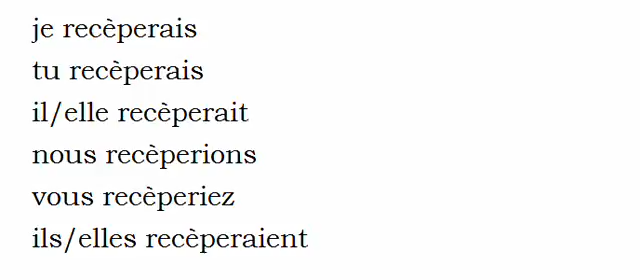 je recèperais
tu recèperais
il/elle recèperait
nous recèperions
vous recèperiez
ils/elles recèperaient